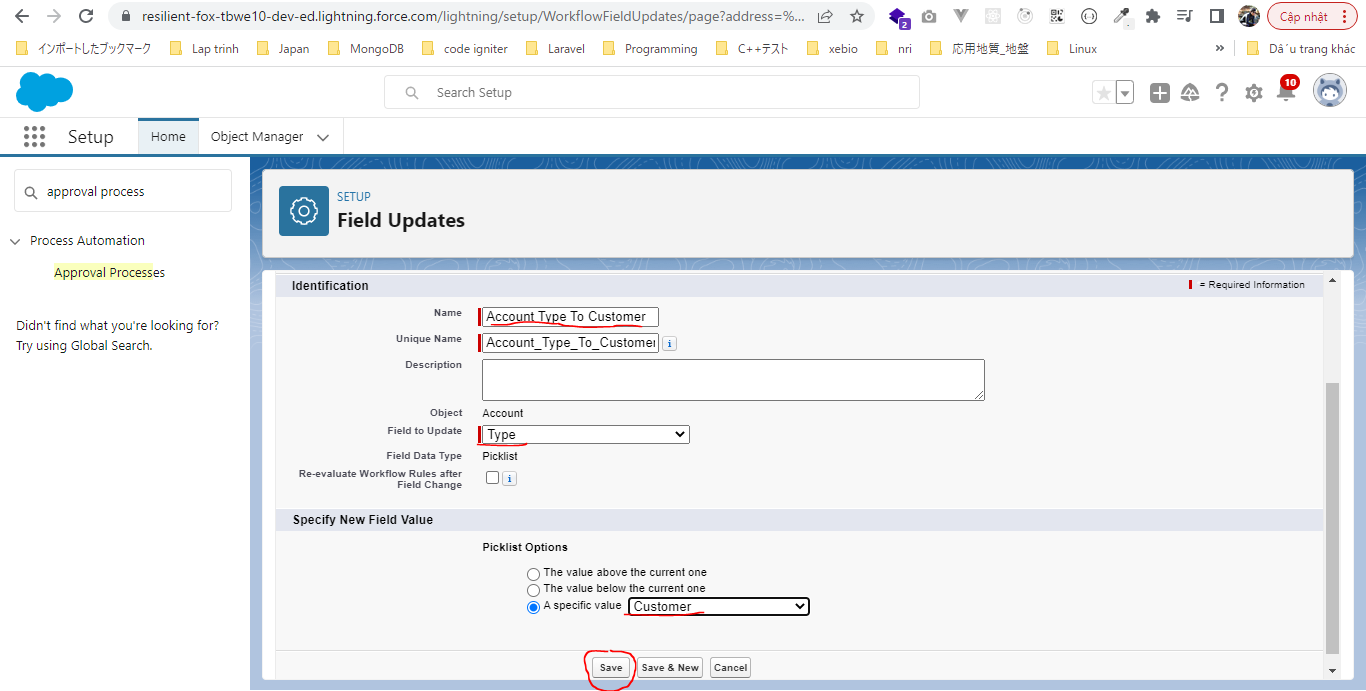 resilient-fox-tbwe10-dev-ed.lightning.force.com/lightning/setup/WorkflowFieldUpdates/page?address=%...
2
Cập nhật
インポートしたブックマーク Lap trinh Japan MongoDB code igniter Laravel Programming C++テスト xebio nri 応用地質_地盤 Linux » Dấu trang khác
Search Setup
10
Setup Home Object Manager
approval process
Process Automation
Approval Processes
Didn't find what you're looking for?
Try using Global Search.
SETUP
Field Updates
Identification
= Required Information
Name Account Type To Customer
Unique Name Account_Type_To_Customer i
Description
Object Account
Field to Update Type
Field Data Type Picklist
Re-evaluate Workflow Rules after
Field Change
i
Specify New Field Value
Picklist Options
The value above the current one
The value below the current one
A specific value Customer
Save Save & New Cancel